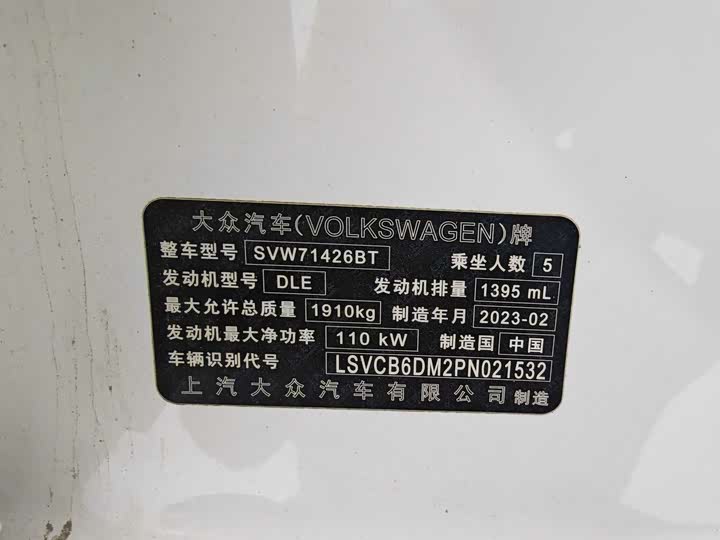 大众汽车(VOLKSWAGEN)牌
整车型号 SVW71426BT 乘坐人数 5
发动机型号 DLE 发动机排量 1395 mL
最大允许总质量 1910kg 制造年月 2023-02
发动机最大净功率 110 kW 制造国 中国
车辆识别代号 LSVCB6DM2PN021532
上汽大众汽车有限公司 制造